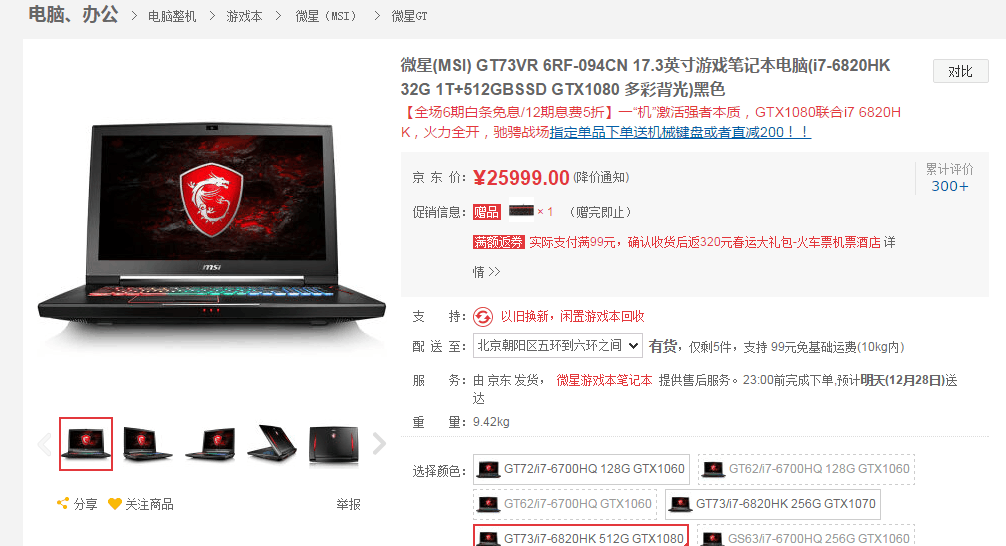 电脑、办公 > 电脑整机 > 游戏本 > 微星（MSI） > 微星GT
微星(MSI) GT73VR 6RF-094CN 17.3英寸游戏笔记本电脑(i7-6820HK
32G 1T+512GBSSD GTX1080 多彩背光)黑色
对比
【全场6期白条免息/12期息费5折】一“机”激活强者本质，GTX1080联合i7 6820H
K，火力全开，驰骋战场指定单品下单送机械键盘或者直减200！！
京 东 价： ¥25999.00 (降价通知)
累计评价
300+
促销信息： 赠品 × 1 （赠完即止）
满额返券 实际支付满99元，确认收货后返320元春运大礼包-火车票机票酒店 详
情 >>
支 持： 以旧换新，闲置游戏本回收
配 送 至： 北京朝阳区五环到六环之间 有货，仅剩5件，支持 99元免基础运费(10kg内)
服 务： 由 京东 发货， 微星游戏本笔记本 提供售后服务。23:00前完成下单,预计明天(12月28日)送
达
重 量： 9.42kg
选择颜色： GT72/i7-6700HQ 128G GTX1060 GT62/i7-6700HQ 128G GTX1060
GT62/i7-6700HQ GTX1060 GT73/i7-6820HK 256G GTX1070
GT73/i7-6820HK 512G GTX1080 GS63/i7-6700HQ 256G GTX1060
msi
分享 关注商品 举报